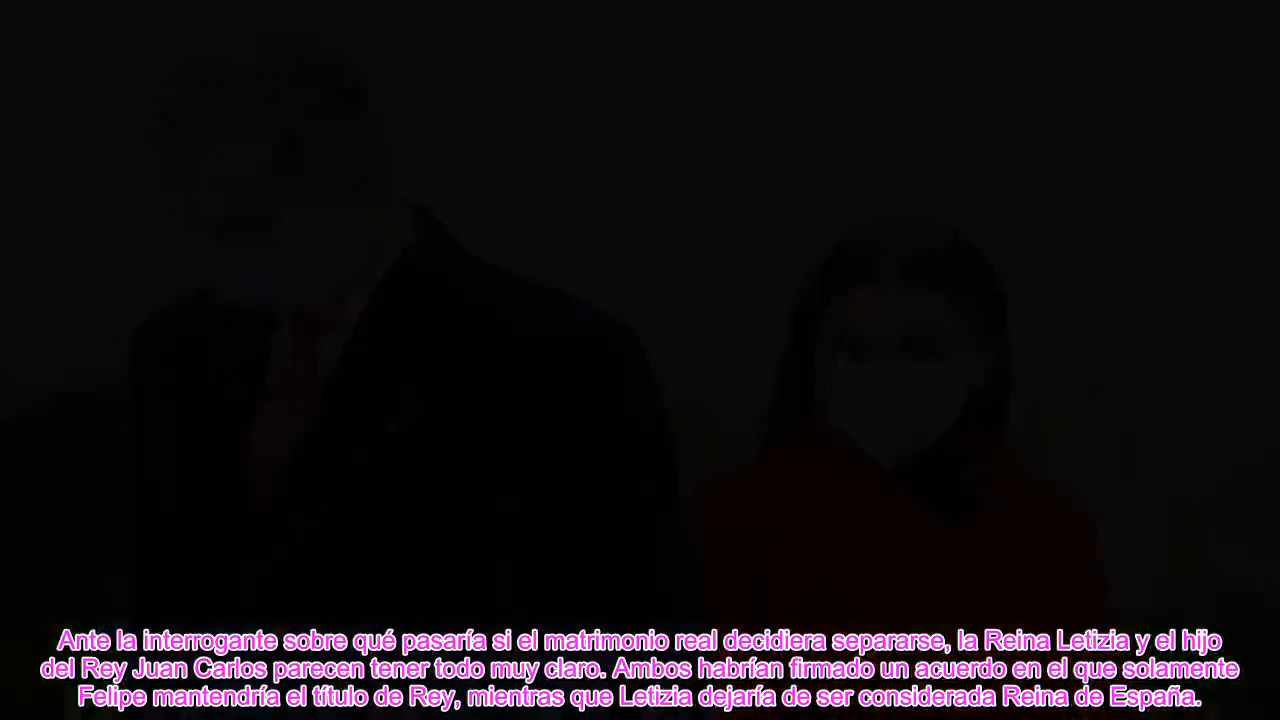 Ante la interrogante sobre qué pasaría si el matrimonio real decidiera separarse, la Reina Letizia y el hijo
del Rey Juan Carlos parecen tener todo muy claro. Ambos habrían firmado un acuerdo en el que solamente
Felipe mantendría el título de Rey, mientras que Letizia dejaría de ser considerada Reina de España.